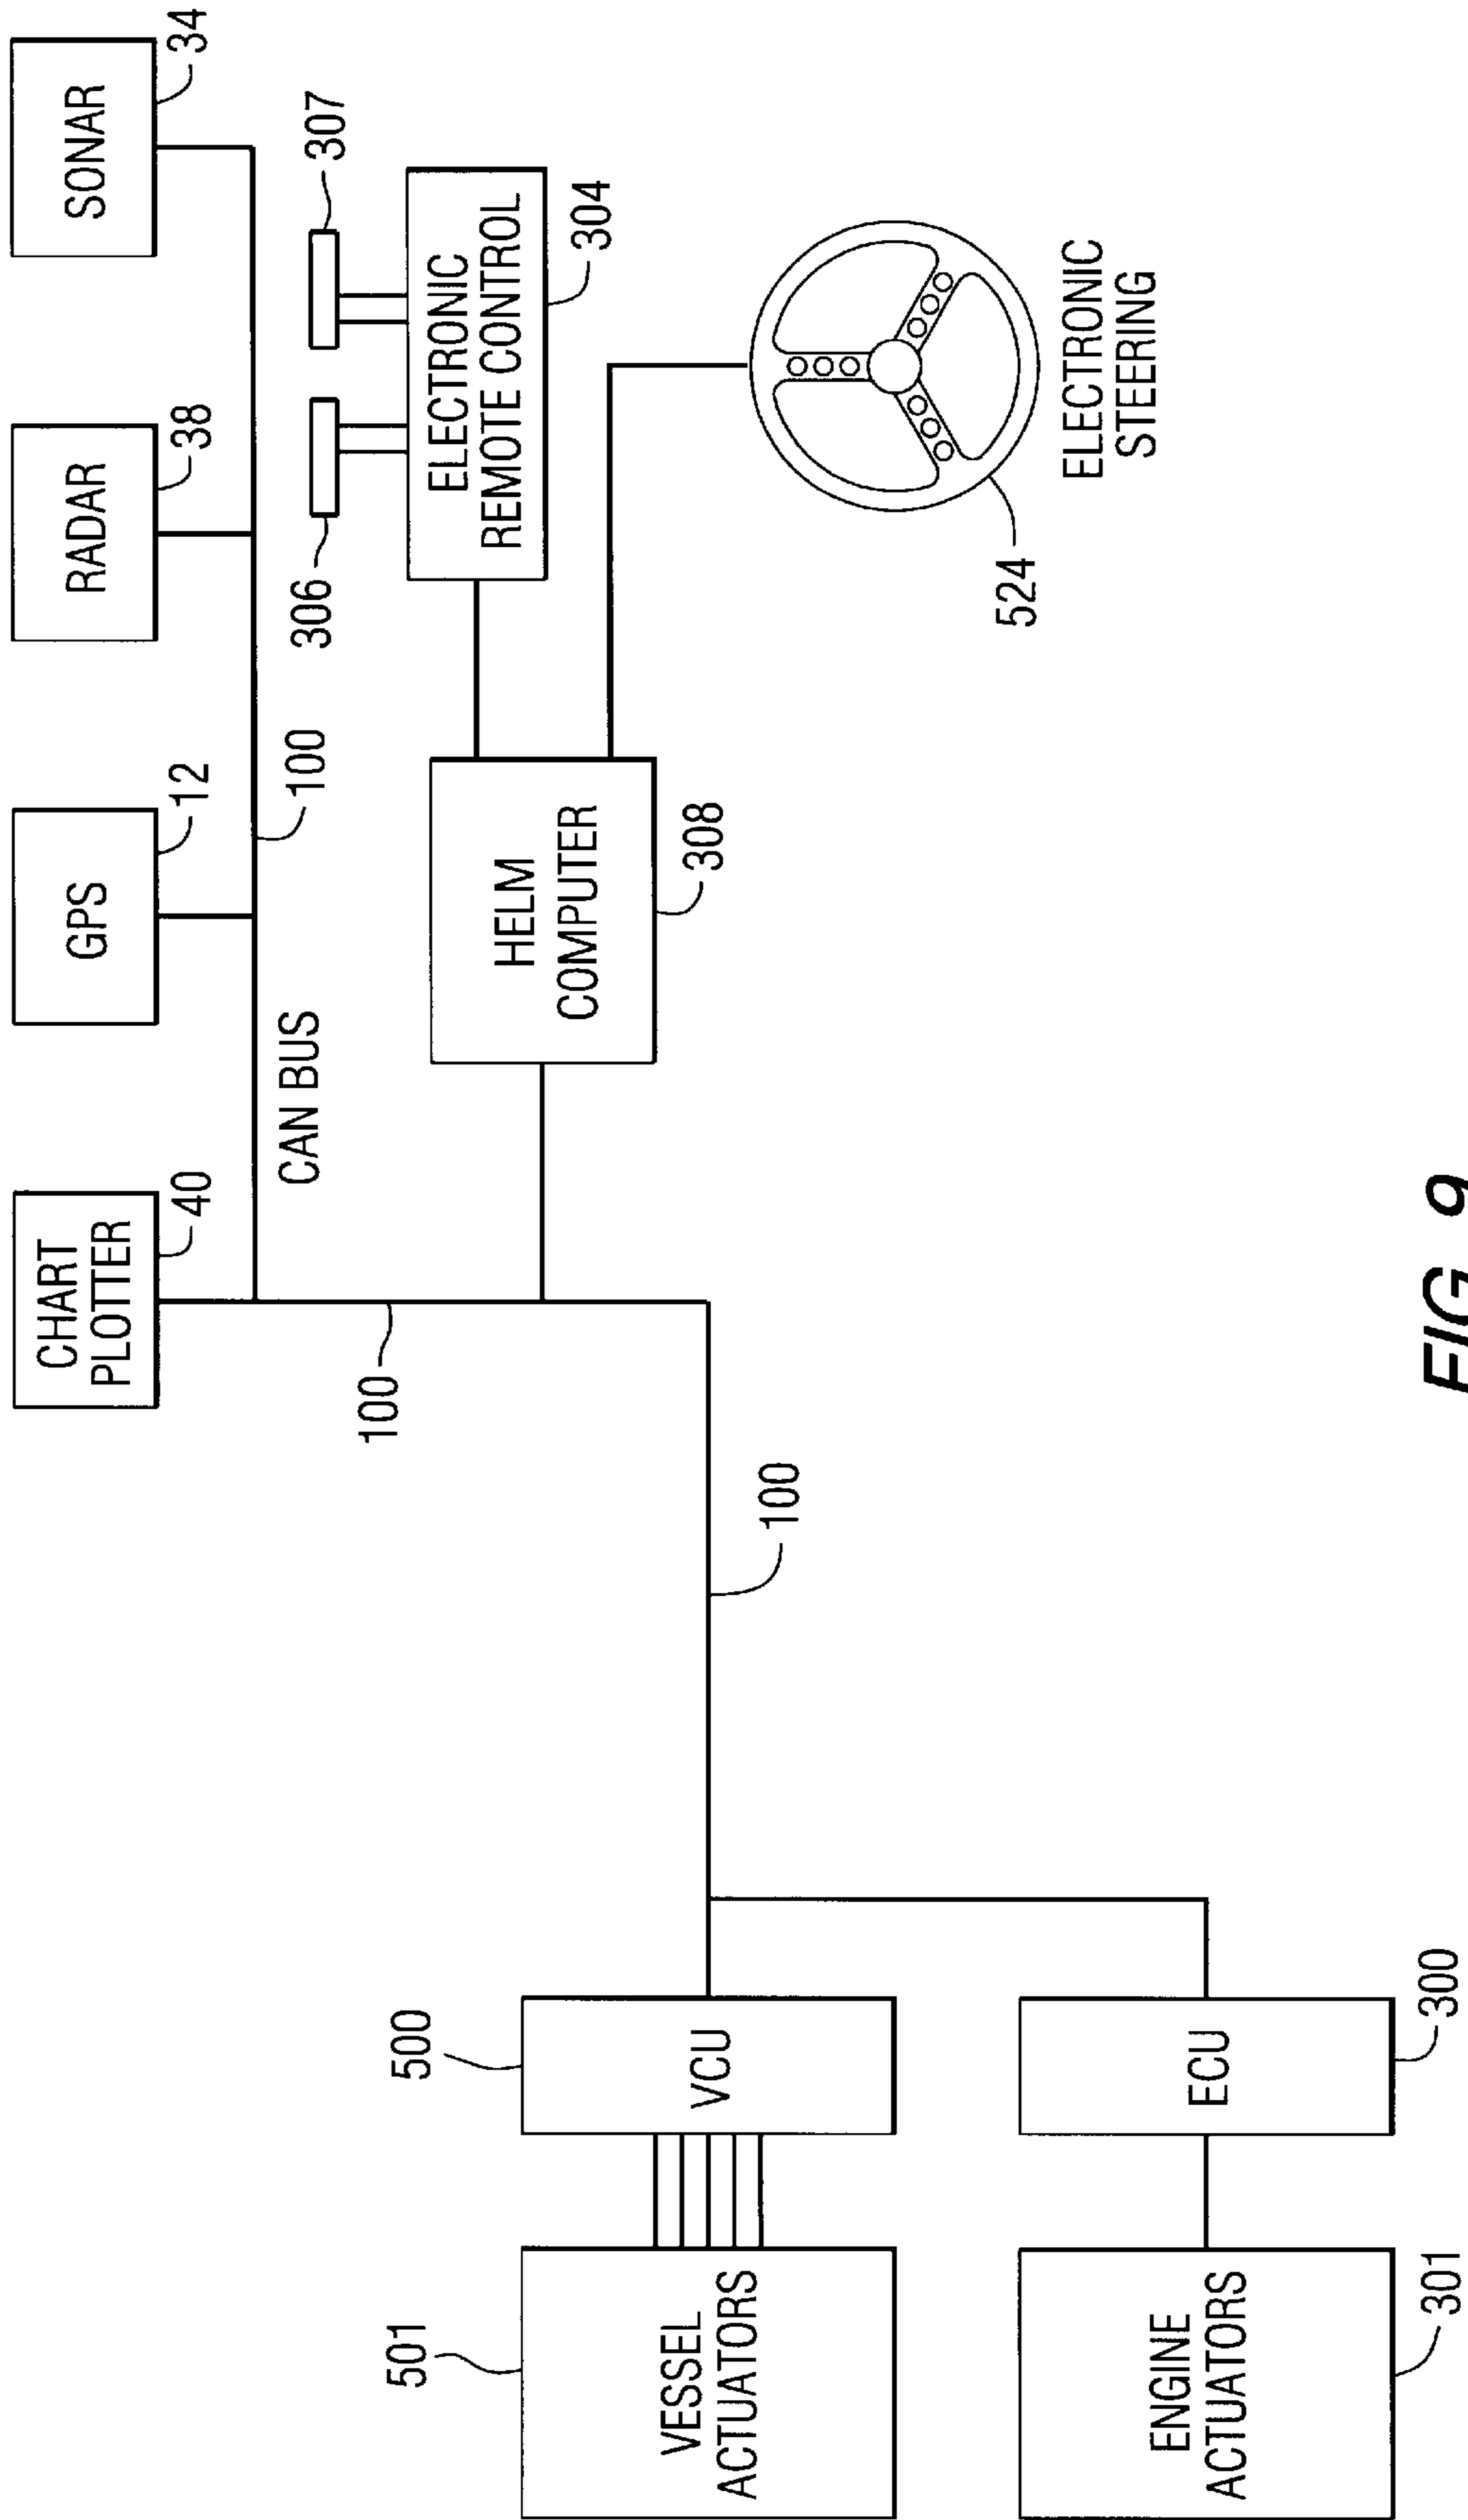 CHART
PLOTTER
40
GPS
12
RADAR
38
SONAR
34
CAN BUS
100
100
306
307
ELECTRONIC
REMOTE CONTROL
304
HELM
COMPUTER
308
501
VESSEL
ACTUATORS
500
VCU
100
524
ELECTRONIC
STEERING
ENGINE
ACTUATORS
301
ECU
300
FIG. 9